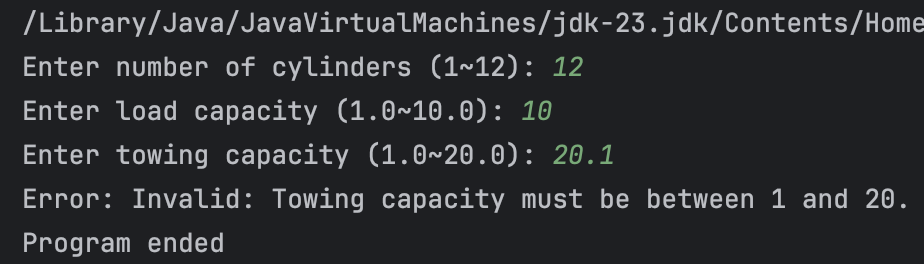 /Library/Java/JavaVirtualMachines/jdk-23.jdk/Contents/Home
Enter number of cylinders (1~12): 12
Enter load capacity (1.0~10.0): 10
Enter towing capacity (1.0~20.0): 20.1
Error: Invalid: Towing capacity must be between 1 and 20.
Program ended